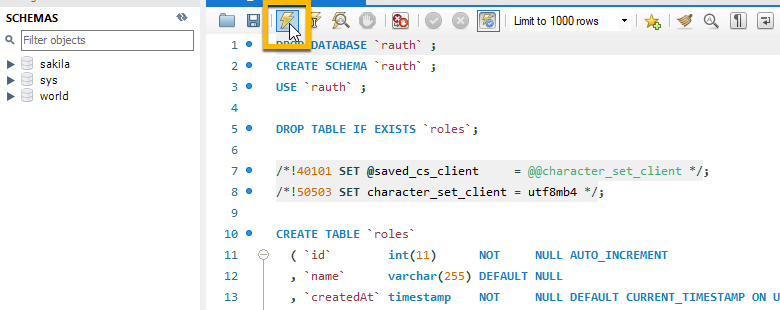 SCHEMAS
Filter objects
sakila
sys
world
Limit to 1000 rows
1 DROP DATABASE `rauth` ;
2 CREATE SCHEMA `rauth` ;
3 USE `rauth` ;
4
5 DROP TABLE IF EXISTS `roles`;
6
7 /*!40101 SET @saved_cs_client     = @@character_set_client */;
8 /*!50503 SET character_set_client = utf8mb4 */;
9
10 CREATE TABLE `roles`
11 ( `id`        int(11)      NOT     NULL AUTO_INCREMENT
12 , `name`      varchar(255) DEFAULT NULL
13 , `createdAt` timestamp    NOT     NULL DEFAULT CURRENT_TIMESTAMP ON U